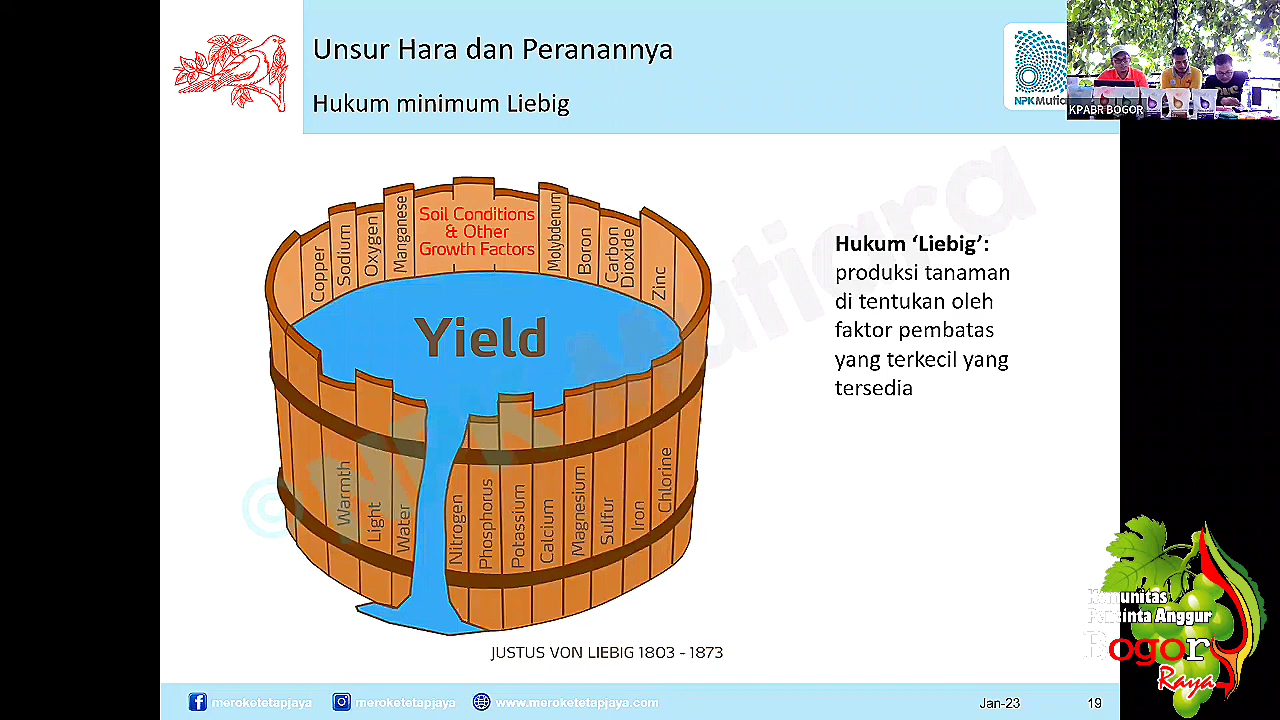 Unsur Hara dan Peranannya
Hukum minimum Liebig
NPK Mutiar
KPABR BOGOR
Copper
Sodium
Oxygen
Manganese
Soil Conditions
& Other
Growth Factors
Molybdenum
Boron
Carbon
Dioxide
Zinc
Yield
Warmth
Light
Water
Nitrogen
Phosphorus
Potassium
Calcium
Magnesium
Sulfur
Iron
Chlorine
© NPK Mutiara
Hukum ‘Liebig’:
produksi tanaman
di tentukan oleh
faktor pembatas
yang terkecil yang
tersedia
JUSTUS VON LIEBIG 1803 - 1873
Komunitas
Pencinta Anggur
Bogor
Raya
meroketetapjaya
meroketetapjaya
www.meroketetapjaya.com
Jan-23
19